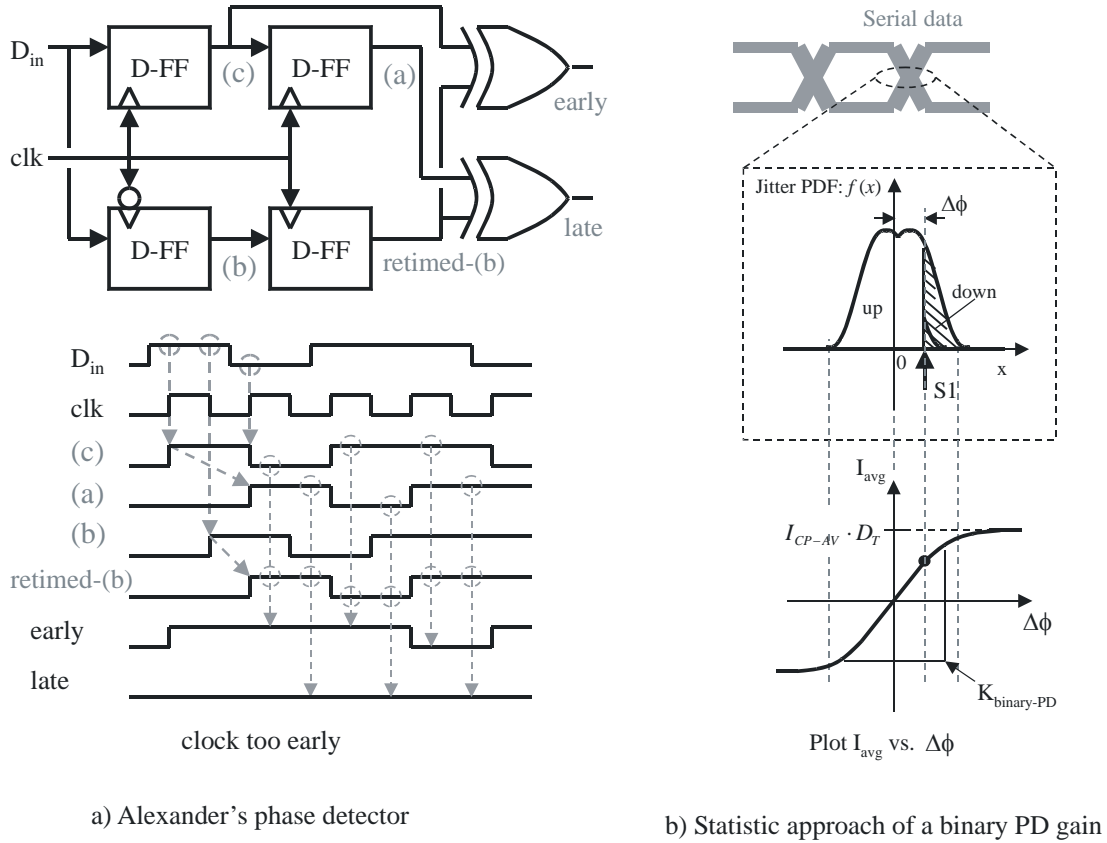 D_in
D-FF
(c)
D-FF
(a)
early
clk
D-FF
(b)
D-FF
retimed-(b)
late
D_in
clk
(c)
(a)
(b)
retimed-(b)
early
late
clock too early
a) Alexander's phase detector
Serial data
Jitter PDF: f(x)
Δϕ
up
down
0
x
S1
I_avg
I_CP-AV · D_T
Δϕ
K_binary-PD
Plot I_avg vs. Δϕ
b) Statistic approach of a binary PD gain